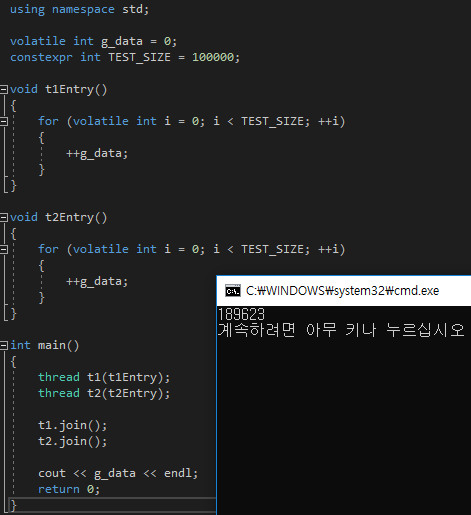 using namespace std;
volatile int g_data = 0;
constexpr int TEST_SIZE = 100000;
void t1Entry()
{
for (volatile int i = 0; i < TEST_SIZE; ++i)
{
++g_data;
}
}
void t2Entry()
{
for (volatile int i = 0; i < TEST_SIZE; ++i)
{
++g_data;
}
}
int main()
{
thread t1(t1Entry);
thread t2(t2Entry);
t1.join();
t2.join();
cout << g_data << endl;
return 0;
}
C:\. C:₩WINDOWS₩system32₩cmd.exe
189623
계속하려면 아무 키나 누르십시오